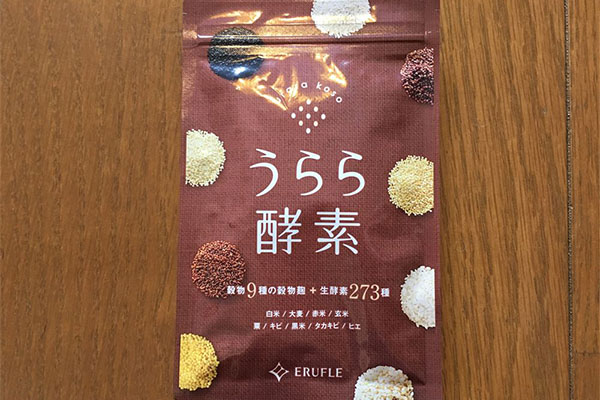 うらら
酵素
穀物9種の穀物麹 + 生酵素273種
白米 / 大麦 / 赤米 / 玄米
粟 / キビ / 黒米 / タカキビ / ヒエ
ERUFLE